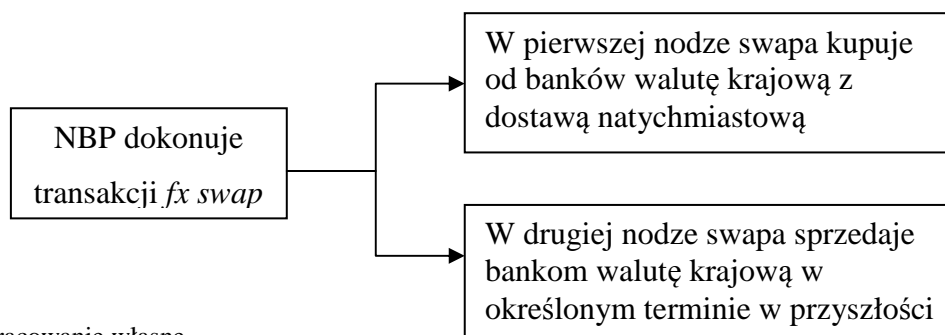 W pierwszej nodze swapa kupuje
od banków walutę krajową z
dostawą natychmiastową
NBP dokonuje
transakcji fx swap
W drugiej nodze swapa sprzedaje
bankom walutę krajową w
określonym terminie w przyszłości
własne